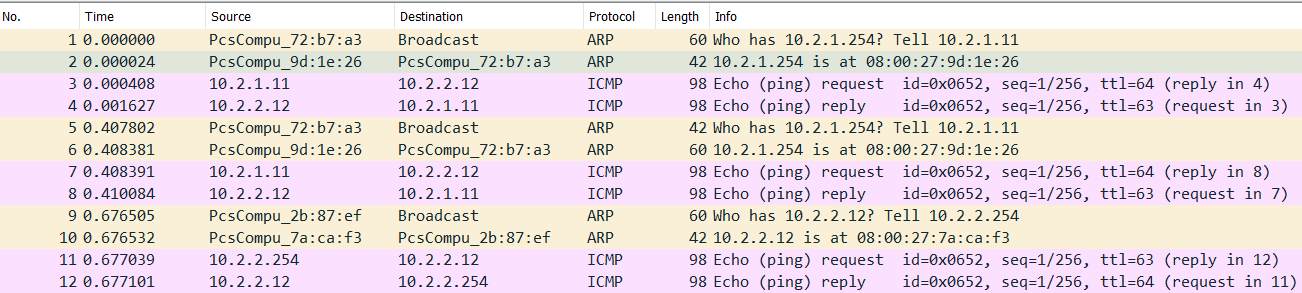 No. Time Source Destination Protocol Length Info
1 0.000000 PcsCompu_72:b7:a3 Broadcast ARP 60 Who has 10.2.1.254? Tell 10.2.1.11
2 0.000024 PcsCompu_9d:1e:26 PcsCompu_72:b7:a3 ARP 42 10.2.1.254 is at 08:00:27:9d:1e:26
3 0.000408 10.2.1.11 10.2.2.12 ICMP 98 Echo (ping) request id=0x0652, seq=1/256, ttl=64 (reply in 4)
4 0.001627 10.2.2.12 10.2.1.11 ICMP 98 Echo (ping) reply id=0x0652, seq=1/256, ttl=63 (request in 3)
5 0.407802 PcsCompu_72:b7:a3 Broadcast ARP 42 Who has 10.2.1.254? Tell 10.2.1.11
6 0.408381 PcsCompu_9d:1e:26 PcsCompu_72:b7:a3 ARP 60 10.2.1.254 is at 08:00:27:9d:1e:26
7 0.408391 10.2.1.11 10.2.2.12 ICMP 98 Echo (ping) request id=0x0652, seq=1/256, ttl=64 (reply in 8)
8 0.410084 10.2.2.12 10.2.1.11 ICMP 98 Echo (ping) reply id=0x0652, seq=1/256, ttl=63 (request in 7)
9 0.676505 PcsCompu_2b:87:ef Broadcast ARP 60 Who has 10.2.2.12? Tell 10.2.2.254
10 0.676532 PcsCompu_7a:ca:f3 PcsCompu_2b:87:ef ARP 42 10.2.2.12 is at 08:00:27:7a:ca:f3
11 0.677039 10.2.2.254 10.2.2.12 ICMP 98 Echo (ping) request id=0x0652, seq=1/256, ttl=63 (reply in 12)
12 0.677101 10.2.2.12 10.2.2.254 ICMP 98 Echo (ping) reply id=0x0652, seq=1/256, ttl=64 (request in 11)